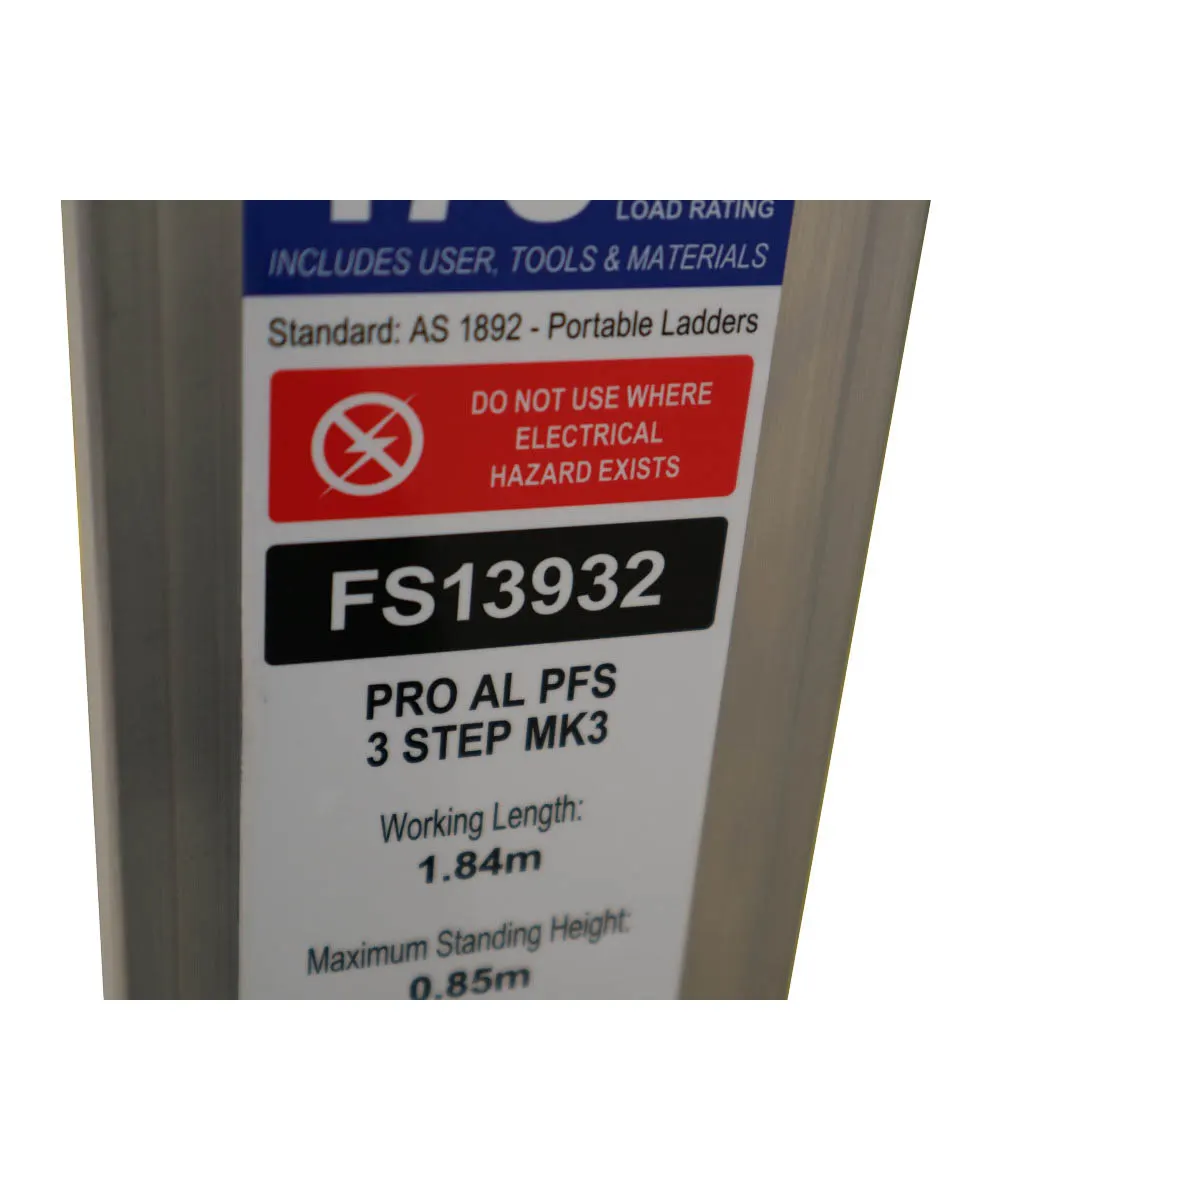 LOAD RATING
INCLUDES USER, TOOLS & MATERIALS
Standard: AS 1892 - Portable Ladders
DO NOT USE WHERE
ELECTRICAL
HAZARD EXISTS
FS13932
PRO AL PFS
3 STEP MK3
Working Length:
1.84m
Maximum Standing Height:
0.85m